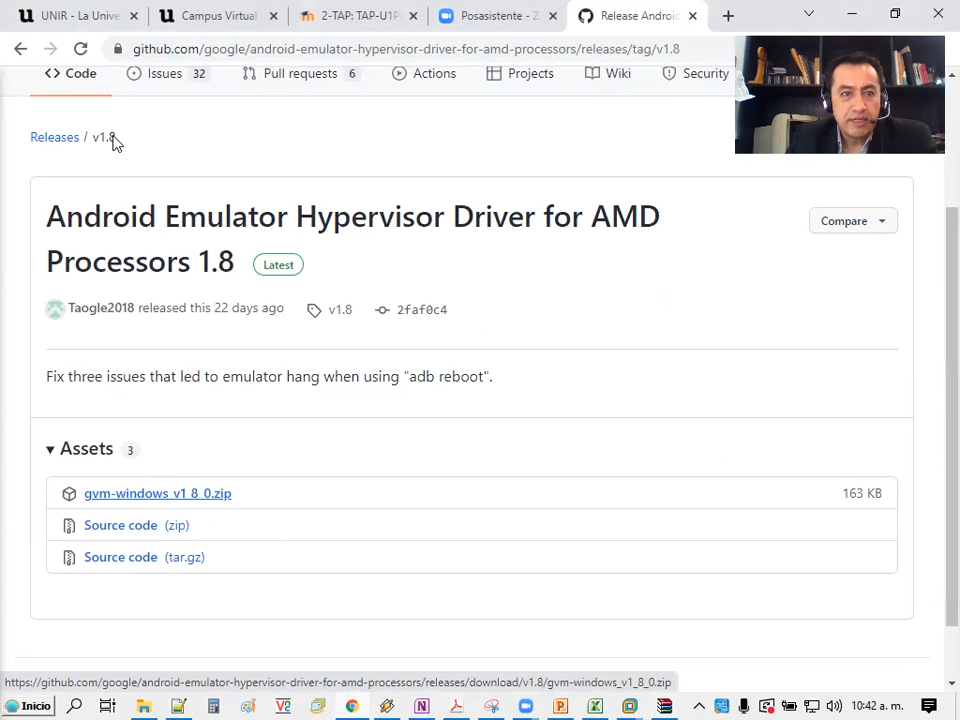 UNIR - La Unive
Campus Virtual
2-TAP: TAP-U1P
Posasistente - Z
Release Android
github.com/google/android-emulator-hypervisor-driver-for-amd-processors/releases/tag/v1.8
Code
Issues 32
Pull requests 6
Actions
Projects
Wiki
Security
Releases / v1.8
Android Emulator Hypervisor Driver for AMD
Processors 1.8 Latest
Compare
Taogle2018 released this 22 days ago v1.8 2faf0c4
Fix three issues that led to emulator hang when using "adb reboot".
Assets 3
gvm-windows_v1_8_0.zip 163 KB
Source code (zip)
Source code (tar.gz)
https://github.com/google/android-emulator-hypervisor-driver-for-amd-processors/releases/download/v1.8/gvm-windows_v1_8_0.zip
Inicio
10:42 a. m.